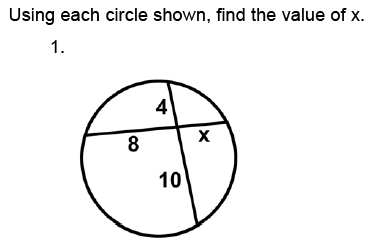 Using each circle shown, find the value of x.
1.
4
8
x
10